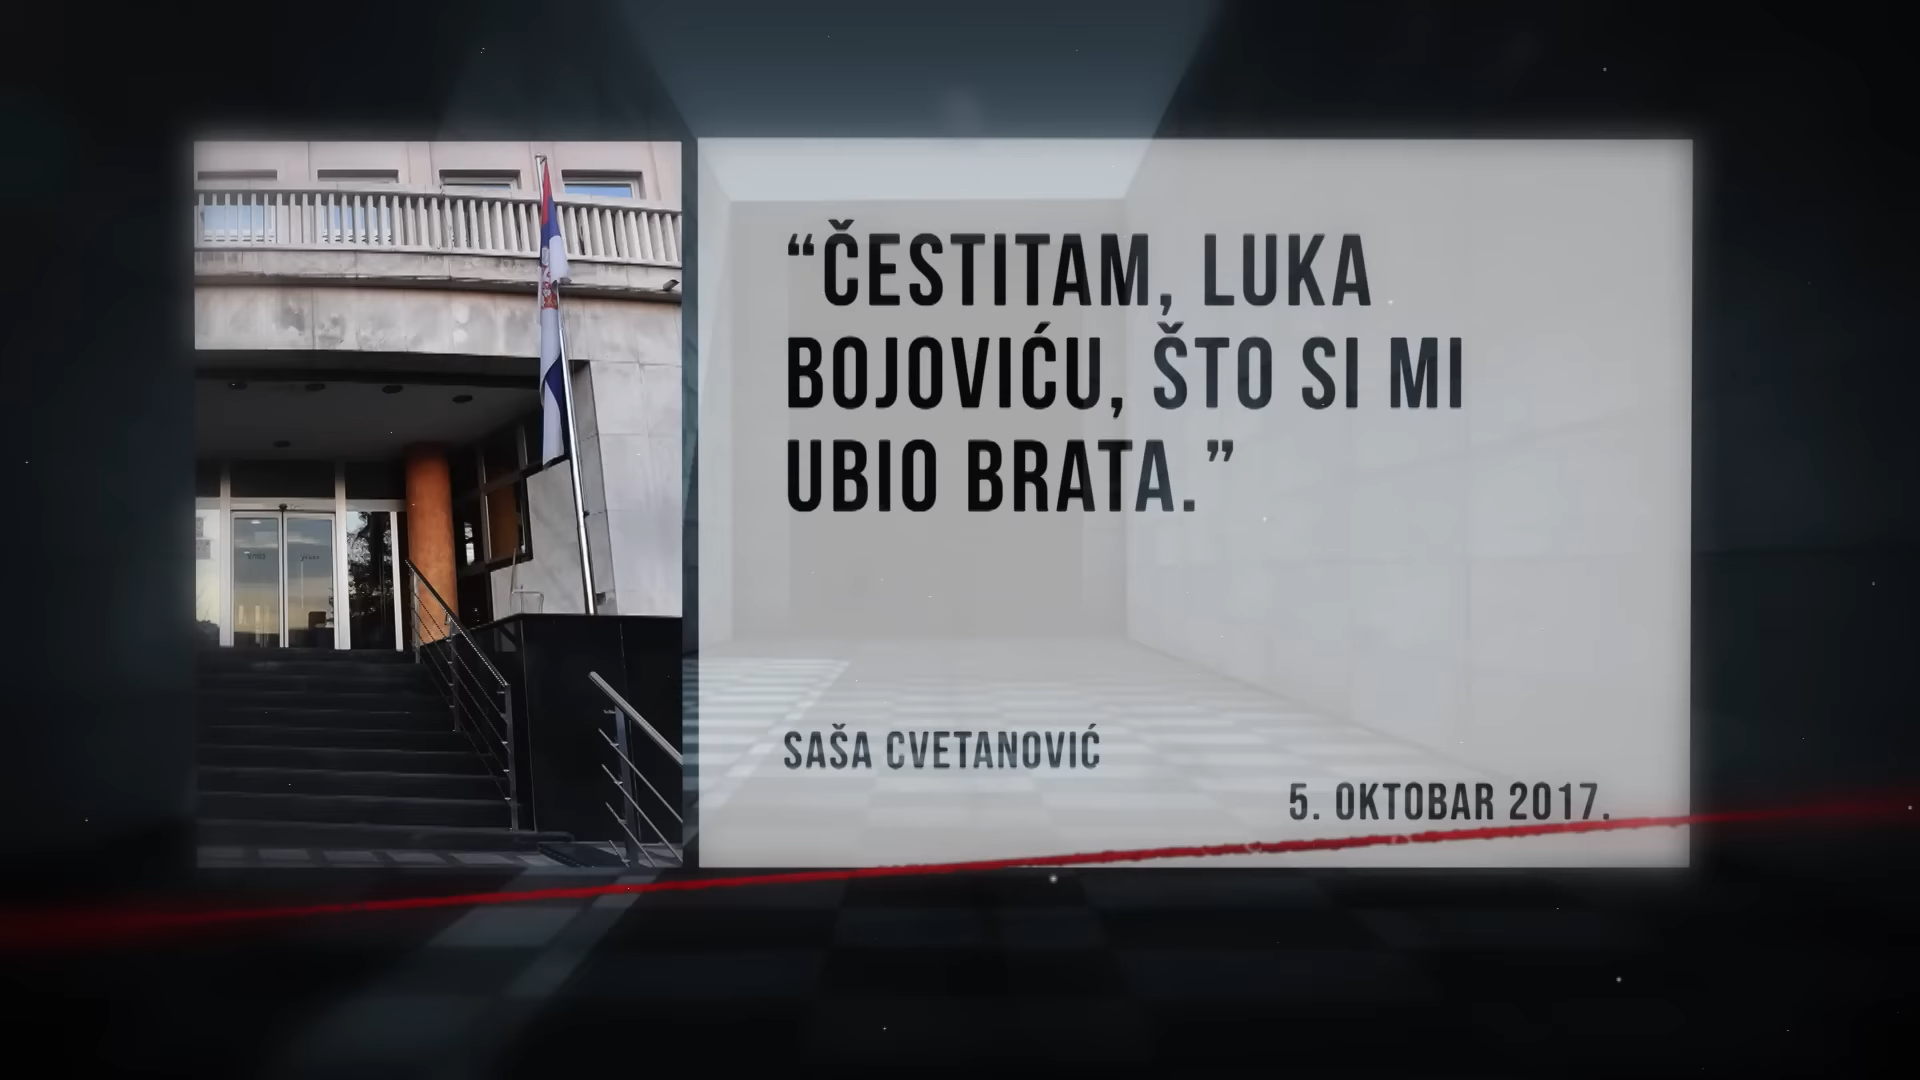 “ČESTITAM, LUKA
BOJOVIĆU, ŠTO SI MI
UBIO BRATA.”
SAŠA CVETANOVIĆ
5. OKTOBAR 2017.